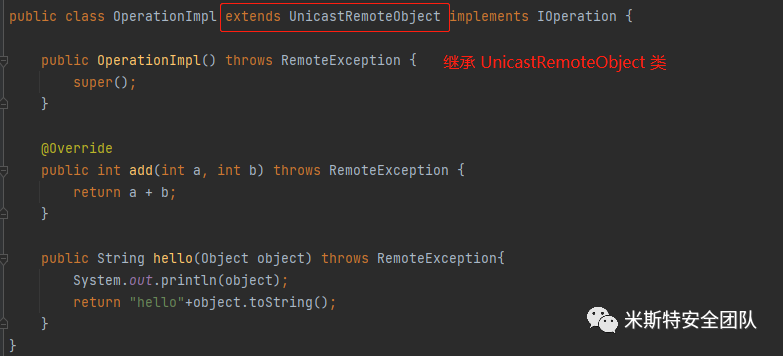 public class OperationImpl extends UnicastRemoteObject implements IOperation {
public OperationImpl() throws RemoteException { 继承 UnicastRemoteObject 类
super();
}
@Override
public int add(int a, int b) throws RemoteException {
return a + b;
}
public String hello(Object object) throws RemoteException{
System.out.println(object);
return "hello"+object.toString();
}
}
米斯特安全团队